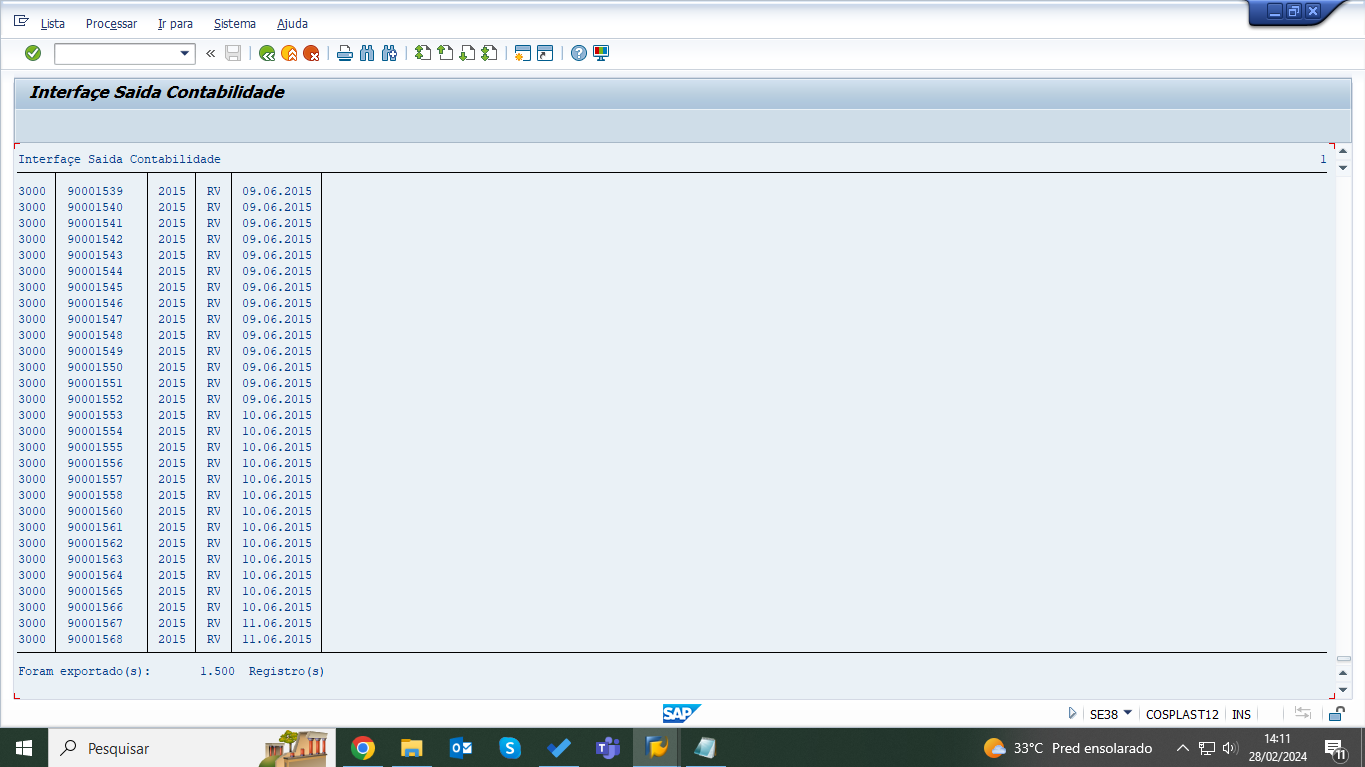 Lista Processar Ir para Sistema Ajuda
Interfaçe Saida Contabilidade
Interfaçe Saida Contabilidade 1
3000 90001539 2015 RV 09.06.2015
3000 90001540 2015 RV 09.06.2015
3000 90001541 2015 RV 09.06.2015
3000 90001542 2015 RV 09.06.2015
3000 90001543 2015 RV 09.06.2015
3000 90001544 2015 RV 09.06.2015
3000 90001545 2015 RV 09.06.2015
3000 90001546 2015 RV 09.06.2015
3000 90001547 2015 RV 09.06.2015
3000 90001548 2015 RV 09.06.2015
3000 90001549 2015 RV 09.06.2015
3000 90001550 2015 RV 09.06.2015
3000 90001551 2015 RV 09.06.2015
3000 90001552 2015 RV 09.06.2015
3000 90001553 2015 RV 10.06.2015
3000 90001554 2015 RV 10.06.2015
3000 90001555 2015 RV 10.06.2015
3000 90001556 2015 RV 10.06.2015
3000 90001557 2015 RV 10.06.2015
3000 90001558 2015 RV 10.06.2015
3000 90001560 2015 RV 10.06.2015
3000 90001561 2015 RV 10.06.2015
3000 90001562 2015 RV 10.06.2015
3000 90001563 2015 RV 10.06.2015
3000 90001564 2015 RV 10.06.2015
3000 90001565 2015 RV 10.06.2015
3000 90001566 2015 RV 10.06.2015
3000 90001567 2015 RV 11.06.2015
3000 90001568 2015 RV 11.06.2015
Foram exportado(s): 1.500 Registro(s)
SAP SE38 COSPLAST12 INS
Pesquisar 33°C Pred ensolarado 14:11
28/02/2024 11